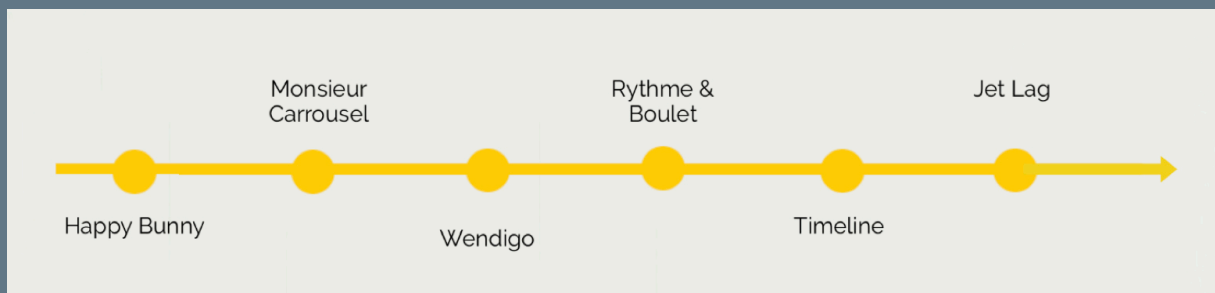 Happy Bunny
Monsieur
Carrousel
Wendigo
Rythme &
Boulet
Timeline
Jet Lag